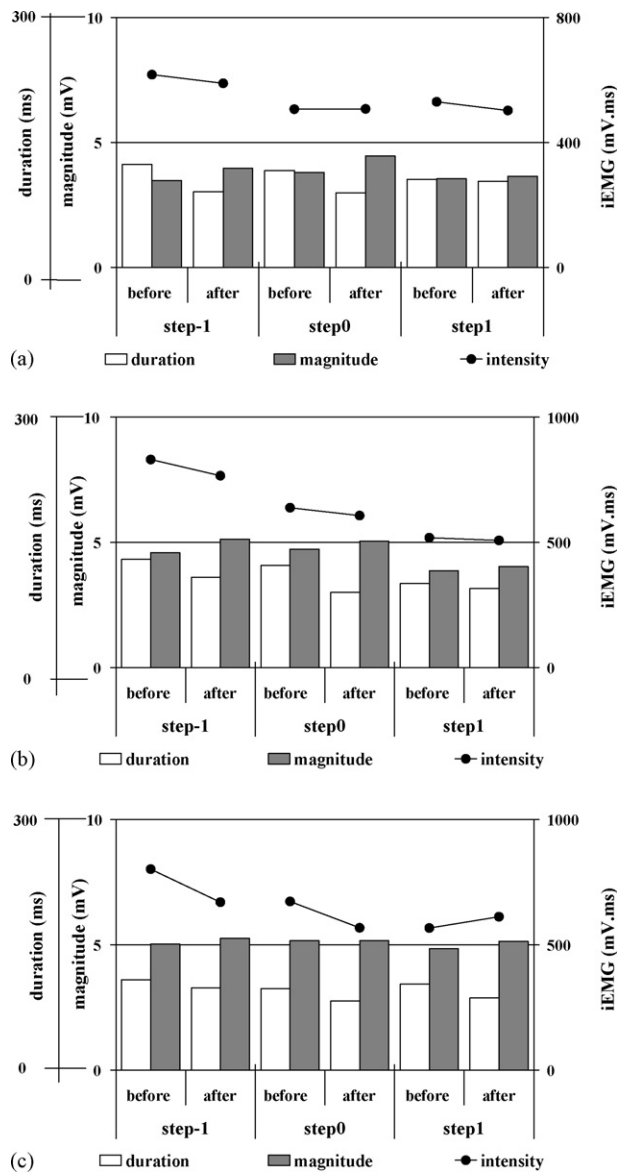 300
10
800
duration (ms)
magnitude (mV)
5
400
iEMG (mV.ms)
0
0
0
before after before after before after
step-1 step0 step1
(a)
duration magnitude intensity
300
10
1000
duration (ms)
magnitude (mV)
5
500
iEMG (mV.ms)
0
0
0
before after before after before after
step-1 step0 step1
(b)
duration magnitude intensity
300
10
1000
duration (ms)
magnitude (mV)
5
500
iEMG (mV.ms)
0
0
0
before after before after before after
step-1 step0 step1
(c)
duration magnitude intensity